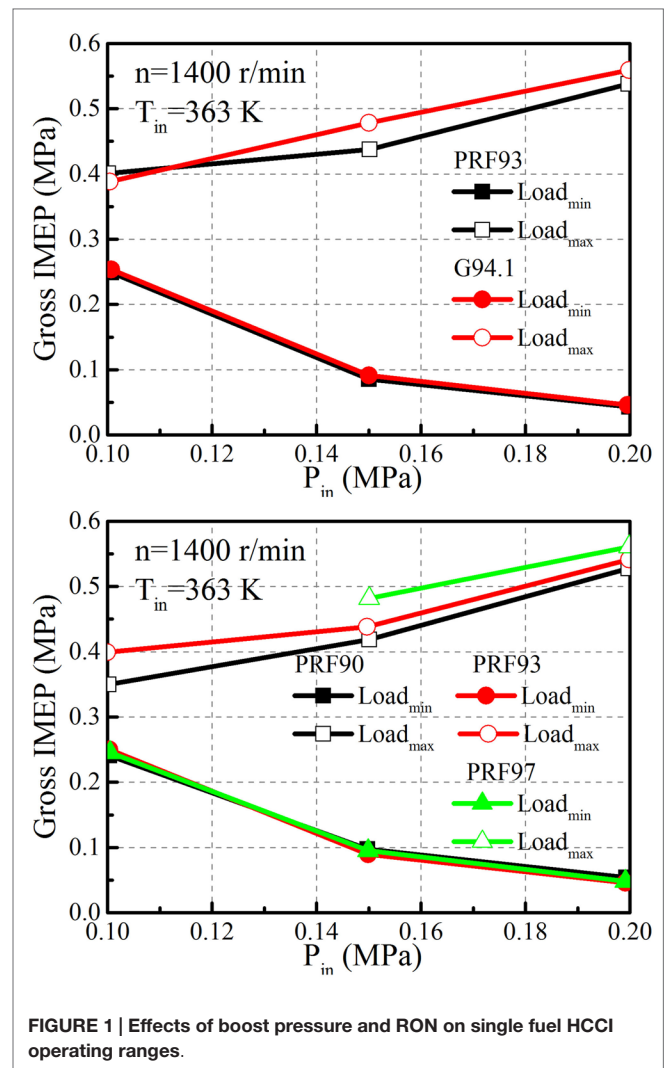 0.6
n=1400 r/min
T_in=363 K
0.5
0.4
PRF93
Load_min
Load_max
0.3
G94.1
Load_min
Load_max
0.2
0.1
0.0
Gross IMEP (MPa)
0.10 0.12 0.14 0.16 0.18 0.20
P_in (MPa)
0.6
n=1400 r/min
T_in=363 K
0.5
0.4
PRF90 PRF93
Load_min Load_min
Load_max Load_max
0.3
PRF97
Load_min
Load_max
0.2
0.1
0.0
Gross IMEP (MPa)
0.10 0.12 0.14 0.16 0.18 0.20
P_in (MPa)
FIGURE 1 | Effects of boost pressure and RON on single fuel HCCI
operating ranges.